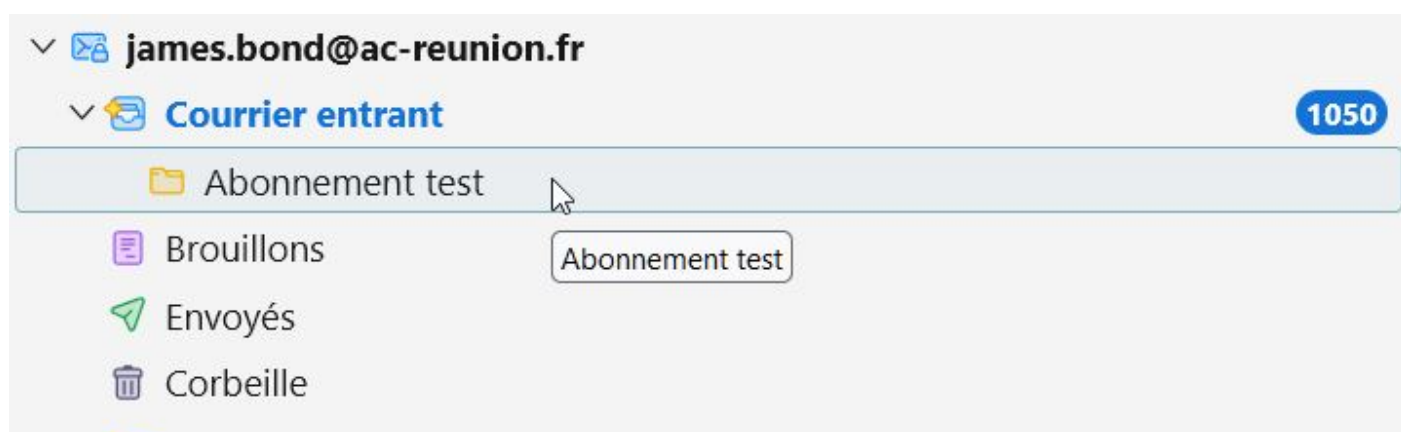 james.bond@ac-reunion.fr
Courrier entrant 1050
Abonnement test
Brouillons
Abonnement test
Envoyés
Corbeille